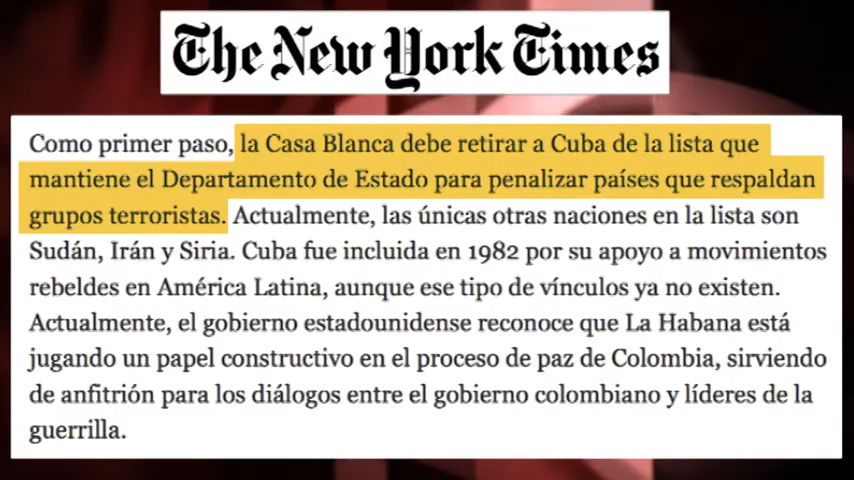 The New York Times
Como primer paso, la Casa Blanca debe retirar a Cuba de la lista que
mantiene el Departamento de Estado para penalizar países que respaldan
grupos terroristas. Actualmente, las únicas otras naciones en la lista son
Sudán, Irán y Siria. Cuba fue incluida en 1982 por su apoyo a movimientos
rebeldes en América Latina, aunque ese tipo de vínculos ya no existen.
Actualmente, el gobierno estadounidense reconoce que La Habana está
jugando un papel constructivo en el proceso de paz de Colombia, sirviendo
de anfitrión para los diálogos entre el gobierno colombiano y líderes de la
guerrilla.